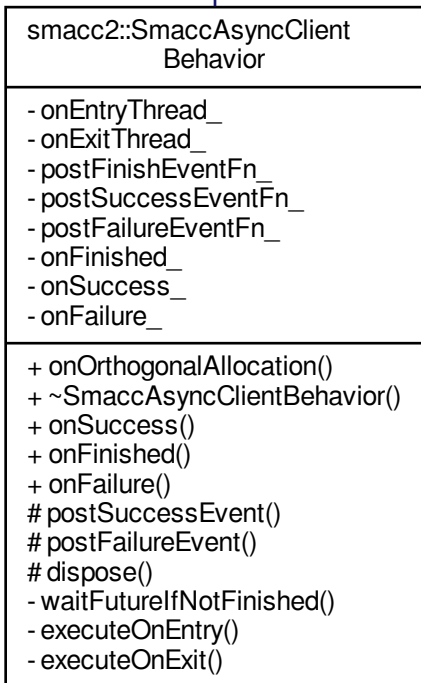 smacc2::SmaccAsyncClient
Behavior
- onEntryThread_
- onExitThread_
- postFinishEventFn_
- postSuccessEventFn_
- postFailureEventFn_
- onFinished_
- onSuccess_
- onFailure_
+ onOrthogonalAllocation()
+ ~SmaccAsyncClientBehavior()
+ onSuccess()
+ onFinished()
+ onFailure()
# postSuccessEvent()
# postFailureEvent()
# dispose()
- waitFutureIfNotFinished()
- executeOnEntry()
- executeOnExit()